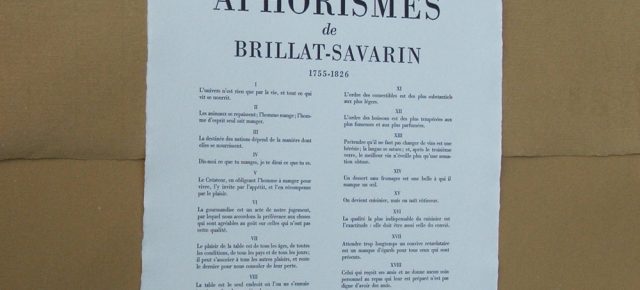 APHORISMES
de
BRILLAT-SAVARIN
1755-1826
I
L'univers n'est rien que par la vie, et tout ce qui
vit se nourrit.
II
Les animaux se repaissent; l'homme mange; l'hom-
me d'esprit seul sait manger.
III
La destinée des nations dépend de la manière dont
elles se nourrissent.
IV
Dis-moi ce que tu manges, je te dirai ce que tu es.
V
Le Créateur, en obligeant l'homme à manger pour
vivre, l'y invite par l'appétit, et l'en récompense
par le plaisir.
VI
La gourmandise est un acte de notre jugement,
par lequel nous accordons la préférence aux choses
qui sont agréables au goût sur celles qui n'ont pas
cette qualité.
VII
Le plaisir de la table est de tous les âges, de toutes
les conditions, de tous les pays et de tous les jours;
il peut s'associer à tous les autres plaisirs, et reste
le dernier pour nous consoler de leur perte.
VIII
La table est le seul endroit où l'on ne s'ennuie
XI
L'ordre des comestibles est des plus substantiels
aux plus légers.
XII
L'ordre des boissons est des plus tempérées aux
plus fumeuses et aux plus parfumées.
XIII
Prétendre qu'il ne faut pas changer de vins est une
hérésie; la langue se sature; et, après le troisième
verre, le meilleur vin n'éveille plus qu'une sensa-
tion obtuse.
XIV
Un dessert sans fromage est une belle à qui il
manque un œil.
XV
On devient cuisinier, mais on naît rôtisseur.
XVI
La qualité la plus indispensable du cuisinier est
l'exactitude : elle doit être aussi celle du convié.
XVII
Attendre trop longtemps un convive retardataire
est un manque d'égards pour tous ceux qui sont
présents.
XVIII
Celui qui reçoit ses amis et ne donne aucun soin
personnel au repas qui leur est préparé n'est pas
digne d'avoir des amis.